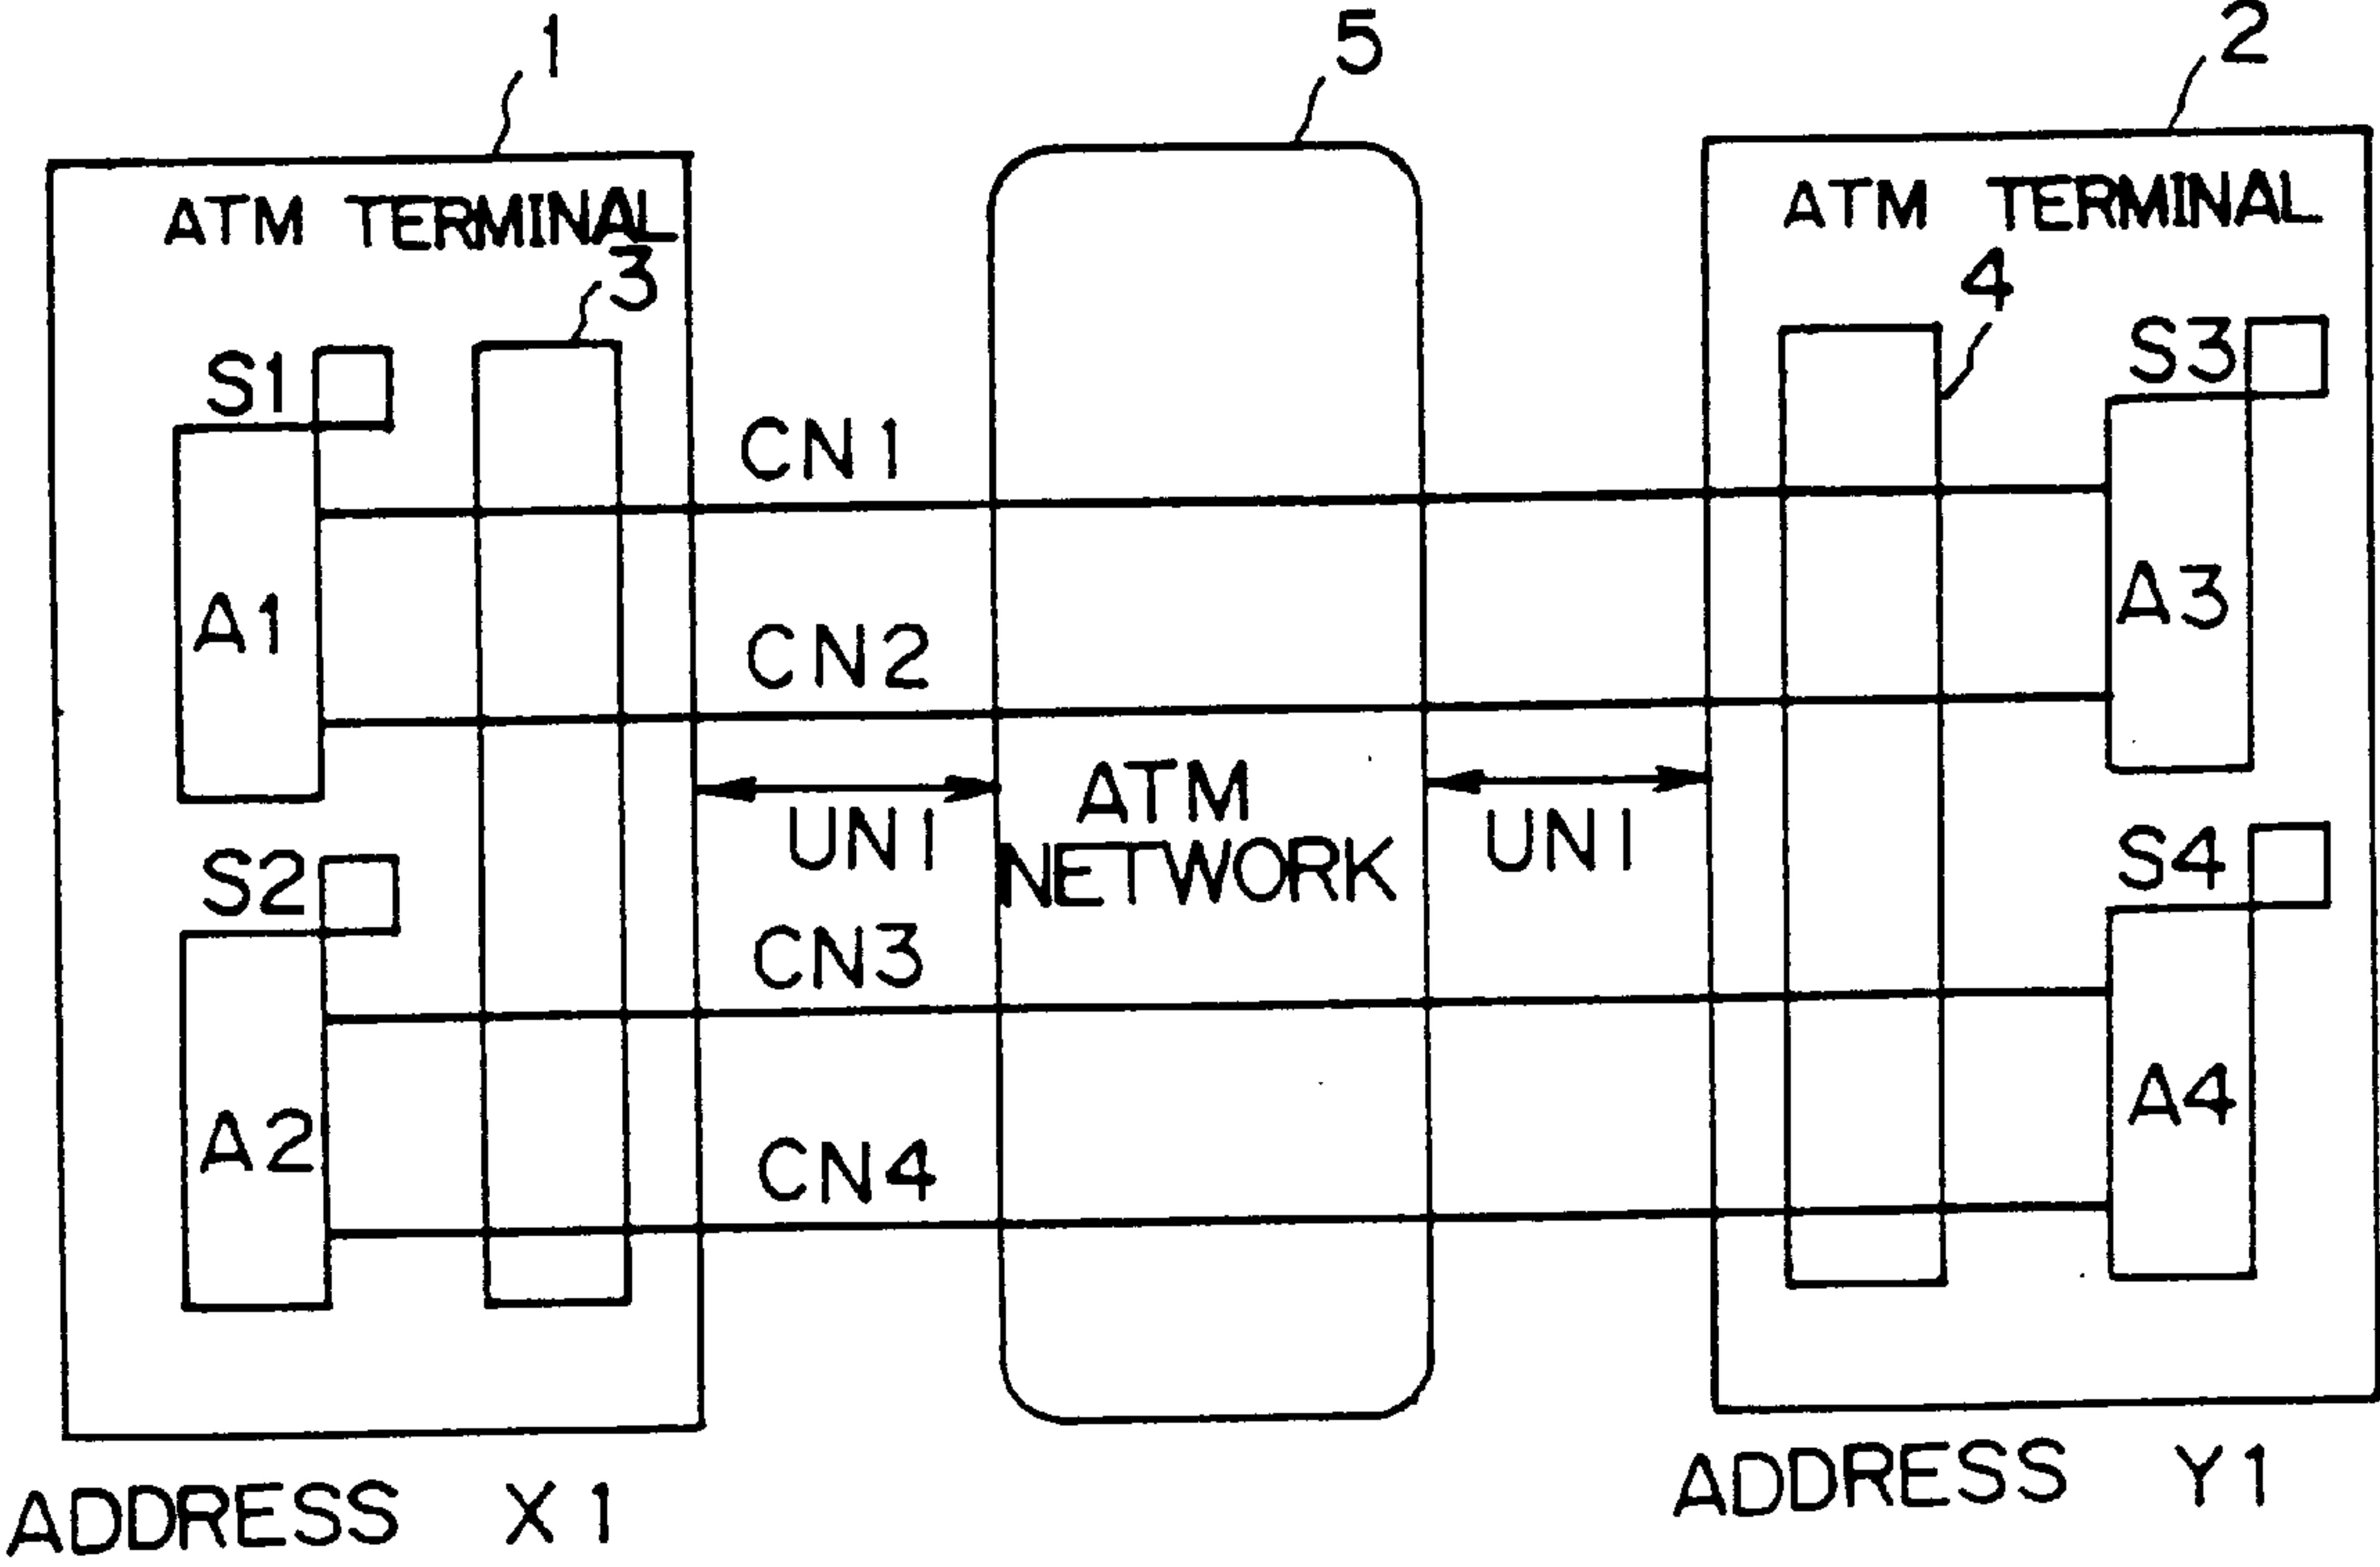 1
5
2
ATM TERMINAL
ATM TERMINAL
3
4
S1
S3
CN1
A1
A3
CN2
UNI
ATM
NETWORK
UNI
S2
S4
CN3
A2
A4
CN4
ADDRESS X1
ADDRESS Y1